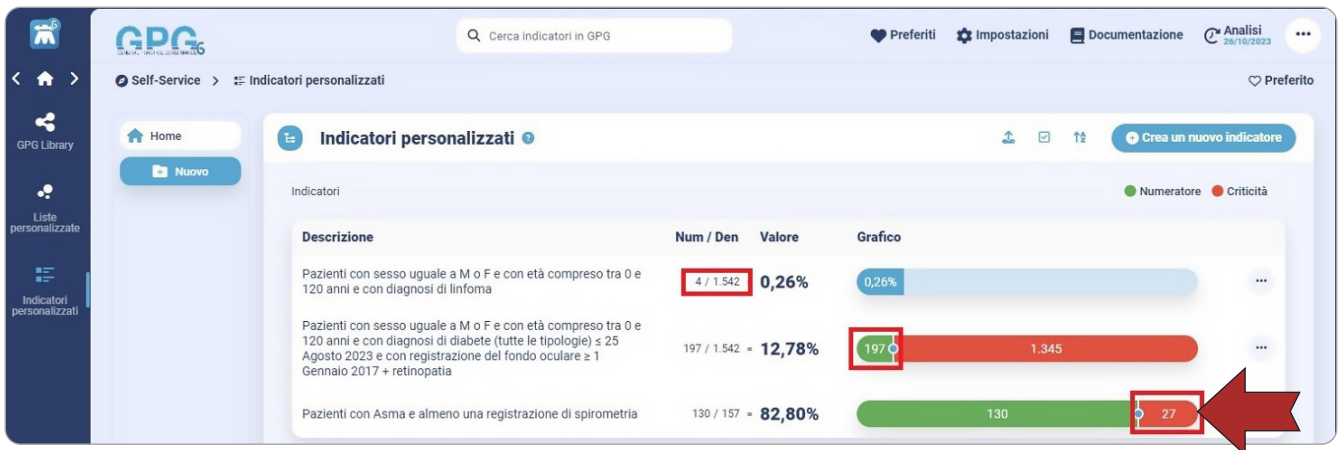 6
GPG6
Cerca indicatori in GPG
Preferiti
Impostazioni
Documentazione
Analisi
26/10/2023
Self-Service > Indicatori personalizzati
Preferito
GPG Library
Liste
personalizzate
Indicatori
personalizzati
Home
Nuovo
Indicatori personalizzati ?
Crea un nuovo indicatore
Indicatori
Numeratore Criticità
Descrizione Num / Den Valore Grafico
Pazienti con sesso uguale a M o F e con età compreso tra 0 e
120 anni e con diagnosi di linfoma
4 / 1.542 0,26% 0,26%
Pazienti con sesso uguale a M o F e con età compreso tra 0 e
120 anni e con diagnosi di diabete (tutte le tipologie) ≤ 25
Agosto 2023 e con registrazione del fondo oculare ≥ 1
Gennaio 2017 + retinopatia
197 / 1.542 = 12,78% 197 1.345
Pazienti con Asma e almeno una registrazione di spirometria 130 / 157 = 82,80% 130 27